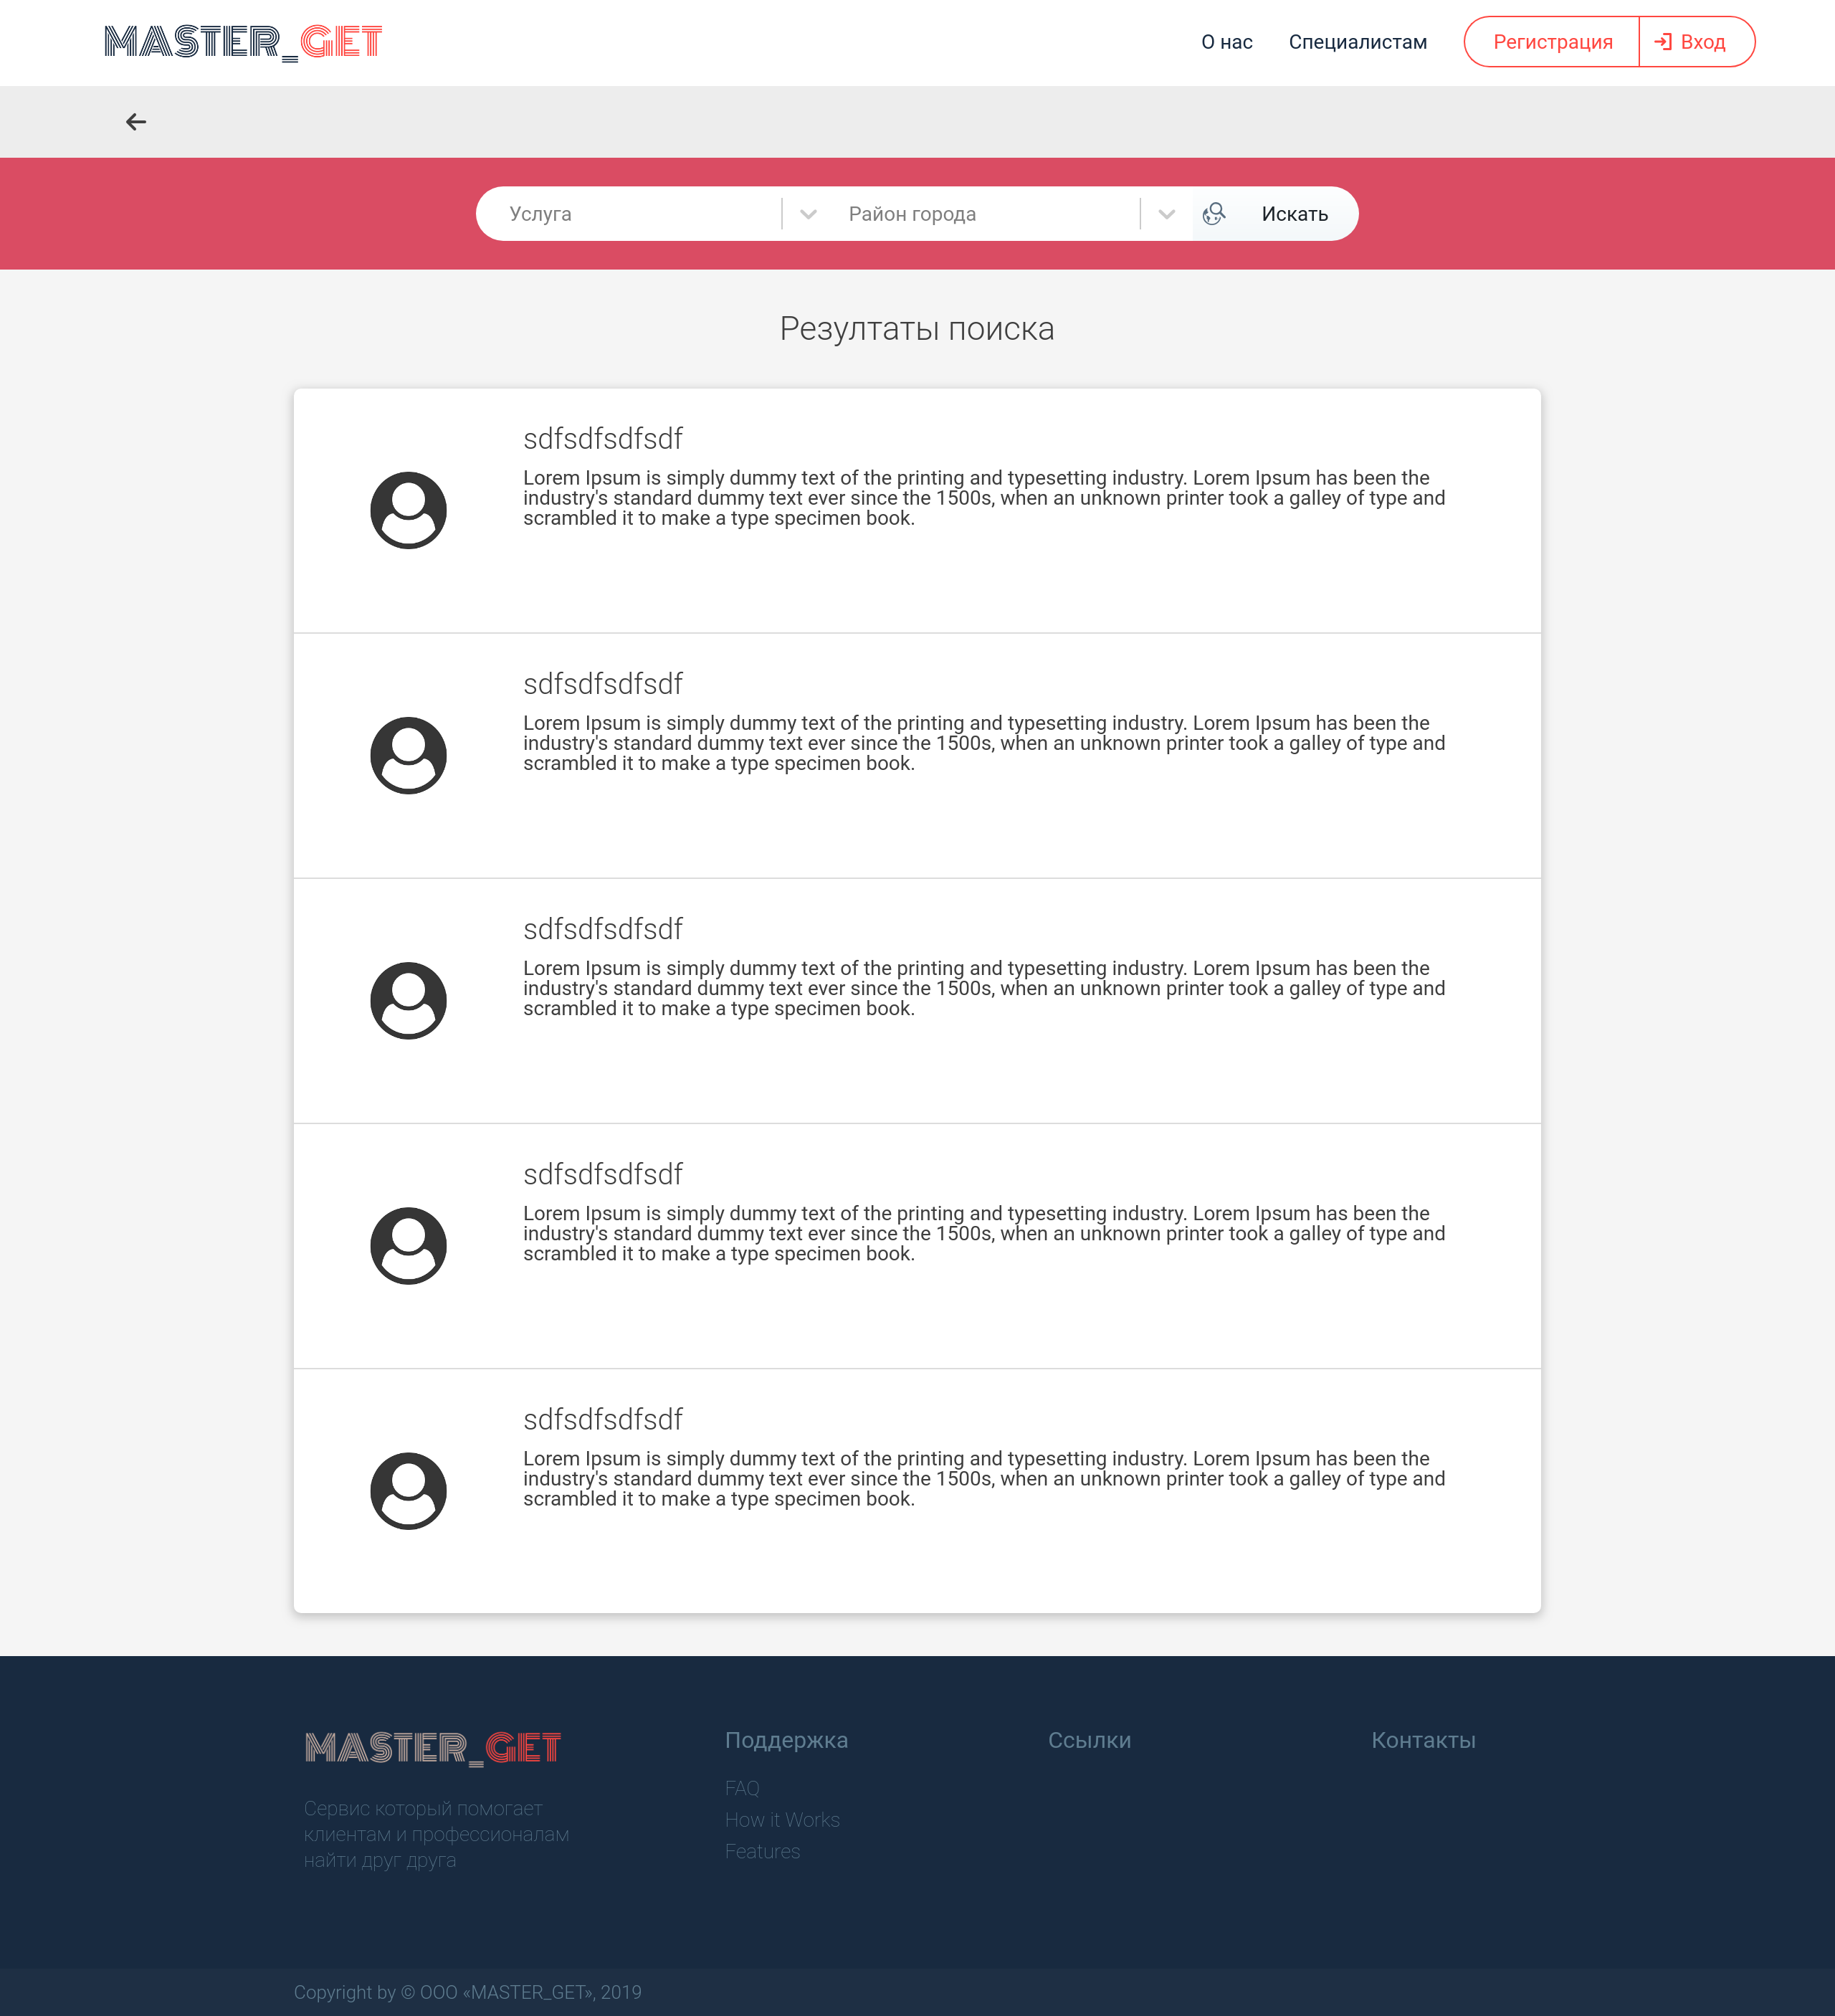 MASTER_GET
О нас Специалистам Регистрация Вход
Услуга Район города Искать
Резултаты поиска
sdfsdfsdfsdf
Lorem Ipsum is simply dummy text of the printing and typesetting industry. Lorem Ipsum has been the
industry's standard dummy text ever since the 1500s, when an unknown printer took a galley of type and
scrambled it to make a type specimen book.
sdfsdfsdfsdf
Lorem Ipsum is simply dummy text of the printing and typesetting industry. Lorem Ipsum has been the
industry's standard dummy text ever since the 1500s, when an unknown printer took a galley of type and
scrambled it to make a type specimen book.
sdfsdfsdfsdf
Lorem Ipsum is simply dummy text of the printing and typesetting industry. Lorem Ipsum has been the
industry's standard dummy text ever since the 1500s, when an unknown printer took a galley of type and
scrambled it to make a type specimen book.
sdfsdfsdfsdf
Lorem Ipsum is simply dummy text of the printing and typesetting industry. Lorem Ipsum has been the
industry's standard dummy text ever since the 1500s, when an unknown printer took a galley of type and
scrambled it to make a type specimen book.
sdfsdfsdfsdf
Lorem Ipsum is simply dummy text of the printing and typesetting industry. Lorem Ipsum has been the
industry's standard dummy text ever since the 1500s, when an unknown printer took a galley of type and
scrambled it to make a type specimen book.
MASTER_GET
Сервис который помогает
клиентам и профессионалам
найти друг друга
Поддержка
FAQ
How it Works
Features
Ссылки
Контакты
Copyright by © ООО «MASTER_GET», 2019